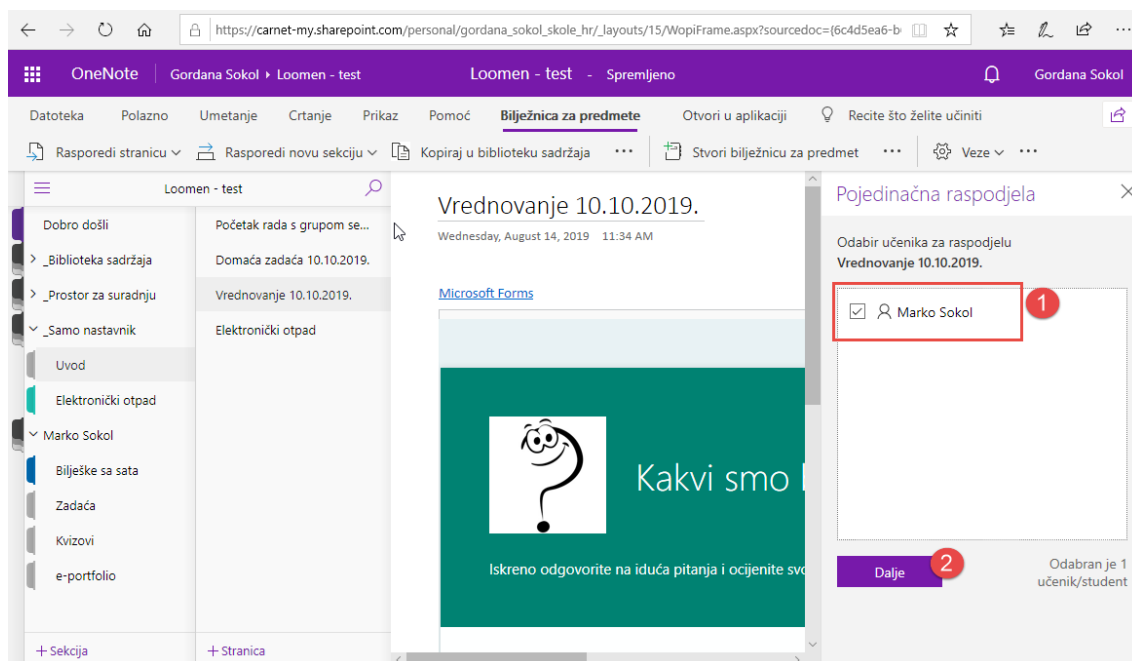 https://carnet-my.sharepoint.com/personal/gordana_sokol_skole_hr/_layouts/15/WopiFrame.aspx?sourcedoc={6c4d5ea6-b
OneNote Gordana Sokol Loomen - test Loomen - test - Spremljeno Gordana Sokol
Datoteka Polazno Umetanje Crtanje Prikaz Pomoć Bilježnica za predmete Otvori u aplikaciji Recite što želite učiniti
Rasporedi stranicu Rasporedi novu sekciju Kopiraj u biblioteku sadržaja ··· Stvori bilježnicu za predmet ··· Veze ···
Loomen - test
Dobro došli
_Biblioteka sadržaja
_Prostor za suradnju
_Samo nastavnik
Uvod
Elektronički otpad
Marko Sokol
Bilješke sa sata
Zadaća
Kvizovi
e-portfolio
+ Sekcija
Početak rada s grupom se...
Domaća zadaća 10.10.2019.
Vrednovanje 10.10.2019.
Elektronički otpad
+ Stranica
Vrednovanje 10.10.2019.
Wednesday, August 14, 2019 11:34 AM
Microsoft Forms
Kakvi smo
Iskreno odgovorite na iduća pitanja i ocijenite svo
Pojedinačna raspodjela
Odabir učenika za raspodjelu
Vrednovanje 10.10.2019.
Marko Sokol
1
Dalje
2
Odabran je 1
učenik/student